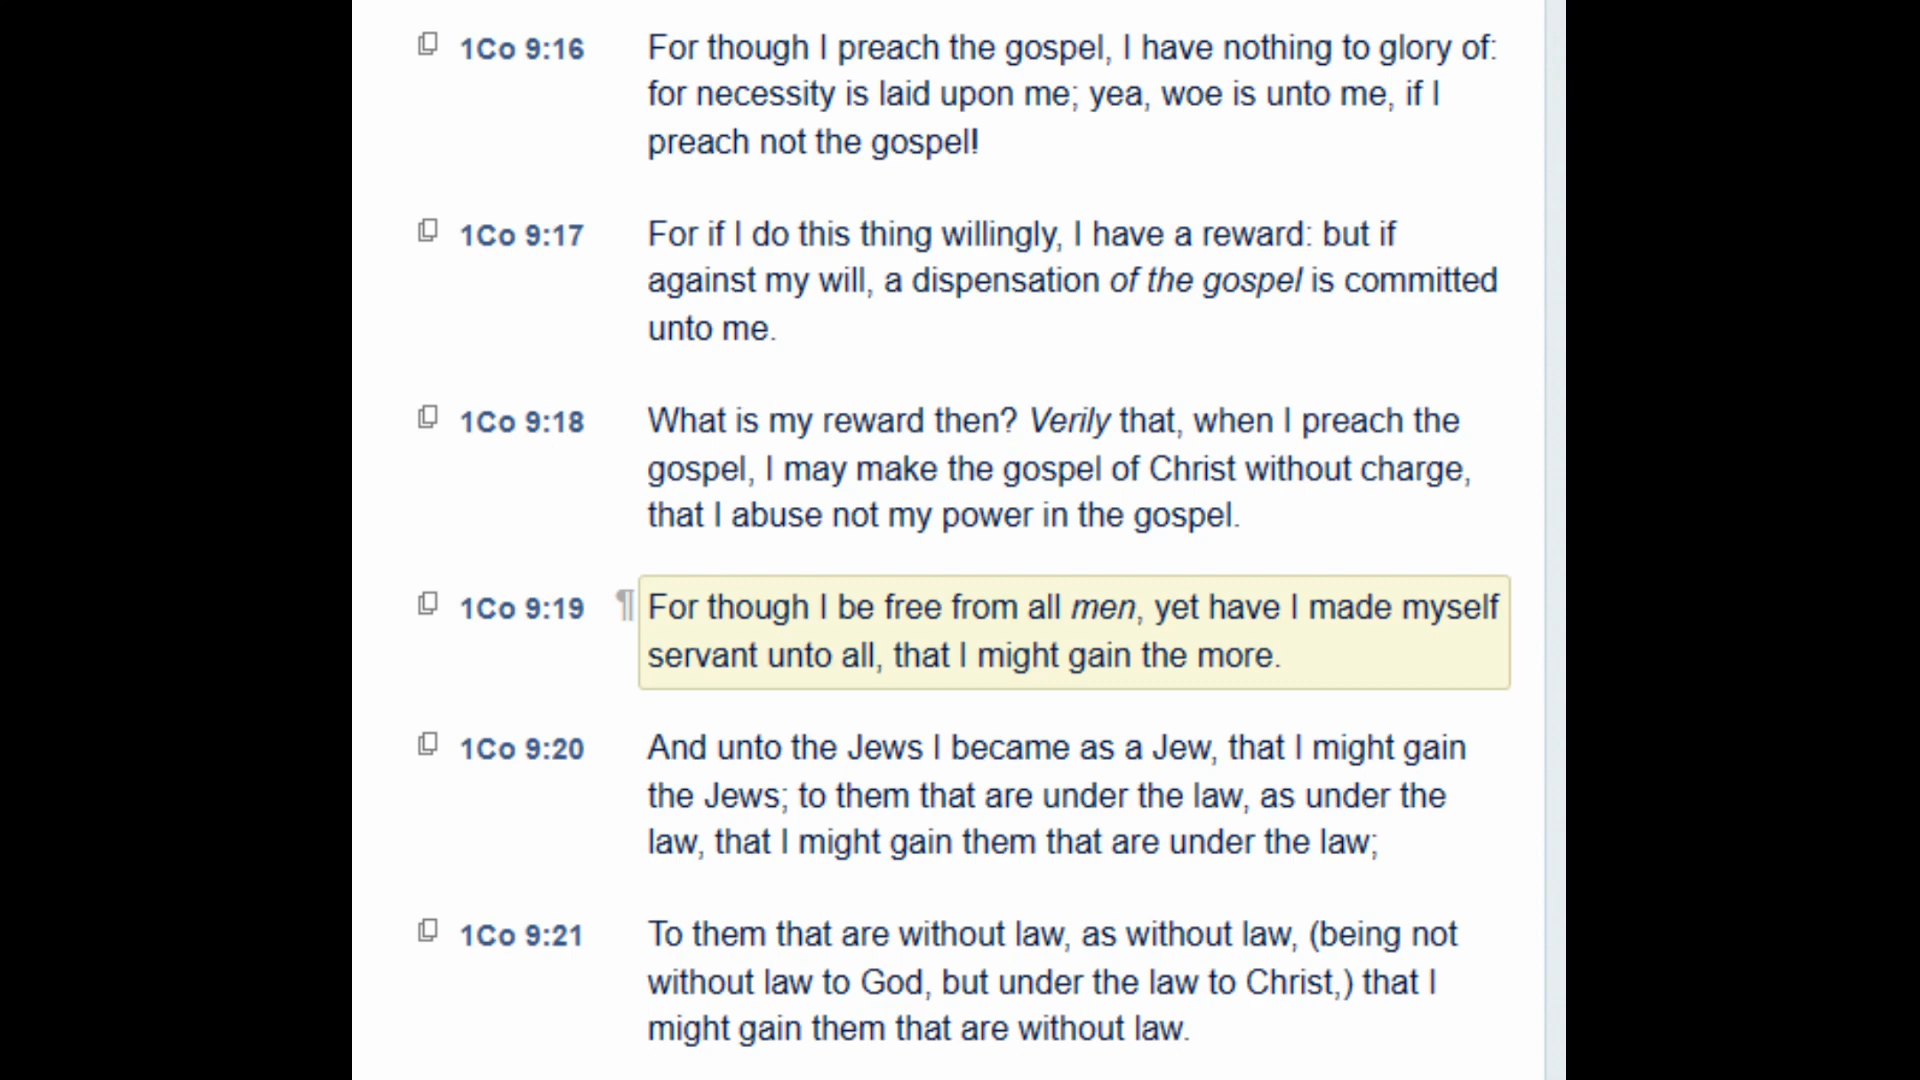 1Co 9:16 For though I preach the gospel, I have nothing to glory of:
for necessity is laid upon me; yea, woe is unto me, if I
preach not the gospel!
1Co 9:17 For if I do this thing willingly, I have a reward: but if
against my will, a dispensation of the gospel is committed
unto me.
1Co 9:18 What is my reward then? Verily that, when I preach the
gospel, I may make the gospel of Christ without charge,
that I abuse not my power in the gospel.
1Co 9:19 ¶ For though I be free from all men, yet have I made myself
servant unto all, that I might gain the more.
1Co 9:20 And unto the Jews I became as a Jew, that I might gain
the Jews; to them that are under the law, as under the
law, that I might gain them that are under the law;
1Co 9:21 To them that are without law, as without law, (being not
without law to God, but under the law to Christ,) that I
might gain them that are without law.